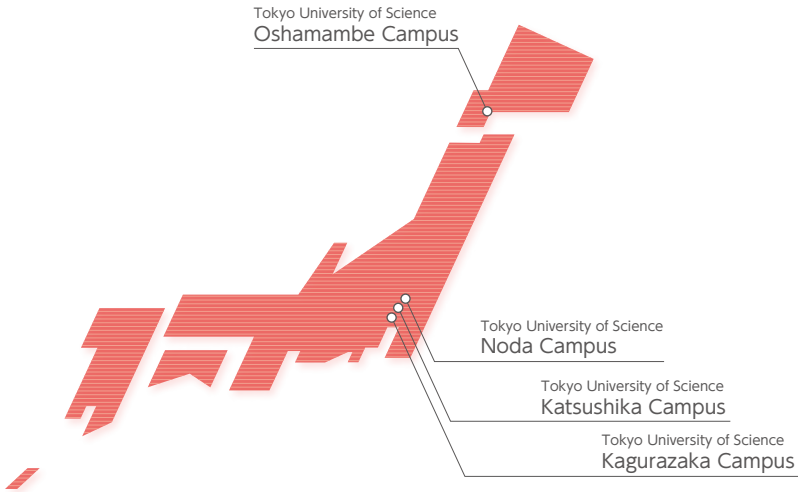 Tokyo University of Science
Oshamambe Campus
Tokyo University of Science
Noda Campus
Tokyo University of Science
Katsushika Campus
Tokyo University of Science
Kagurazaka Campus